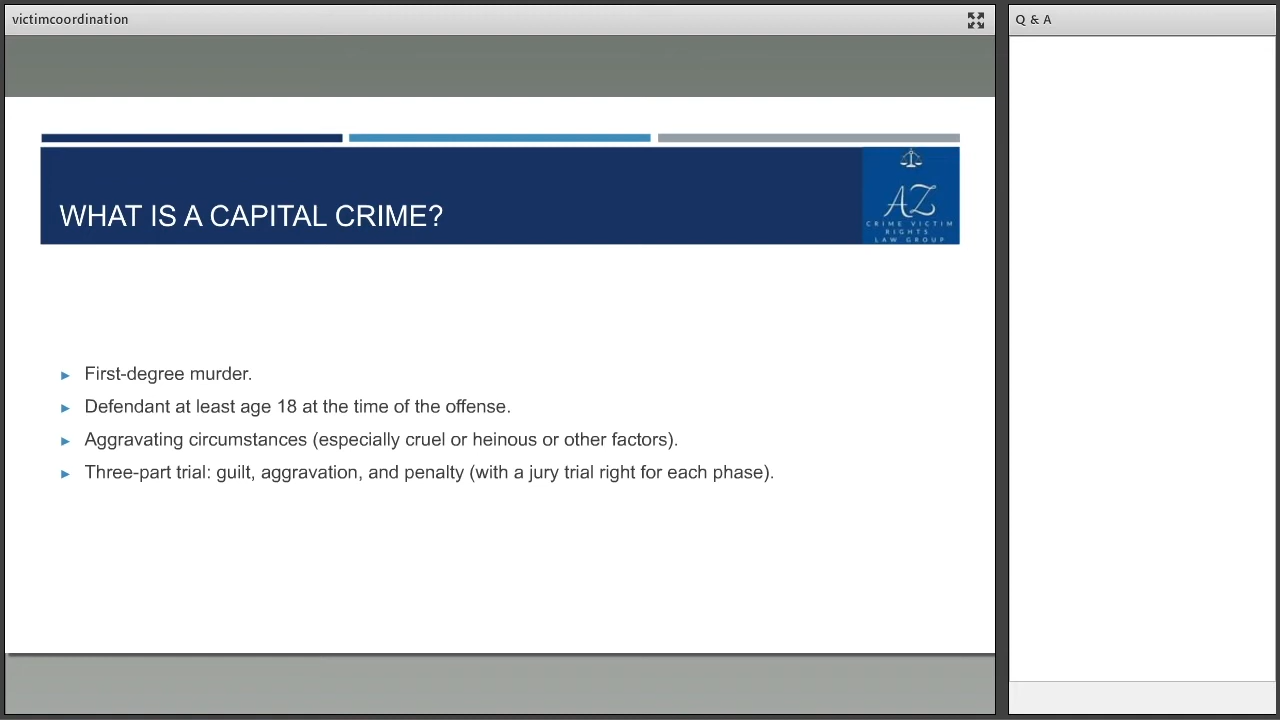 victimcoordination
Q & A
WHAT IS A CAPITAL CRIME?
AZ
CRIME VICTIM
RIGHTS
LAW GROUP
First-degree murder.
Defendant at least age 18 at the time of the offense.
Aggravating circumstances (especially cruel or heinous or other factors).
Three-part trial: guilt, aggravation, and penalty (with a jury trial right for each phase).